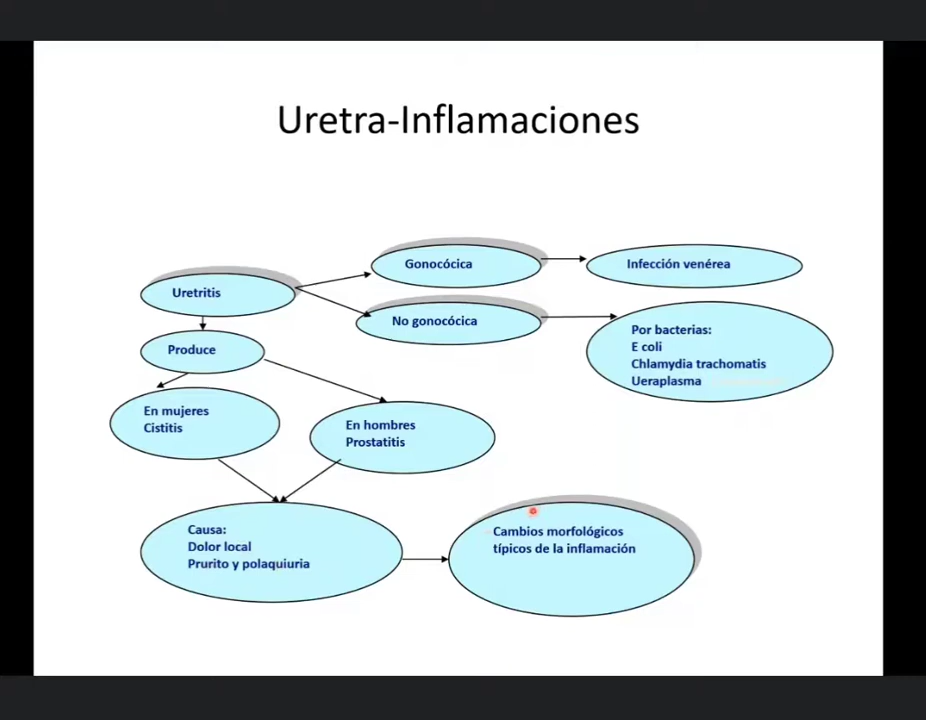 Uretra-Inflamaciones
Gonocócica
Infección venérea
Uretritis
No gonocócica
Por bacterias:
E coli
Chlamydia trachomatis
Ueraplasma
Produce
En mujeres
Cistitis
En hombres
Prostatitis
Causa:
Dolor local
Prurito y polaquiuria
Cambios morfológicos
típicos de la inflamación